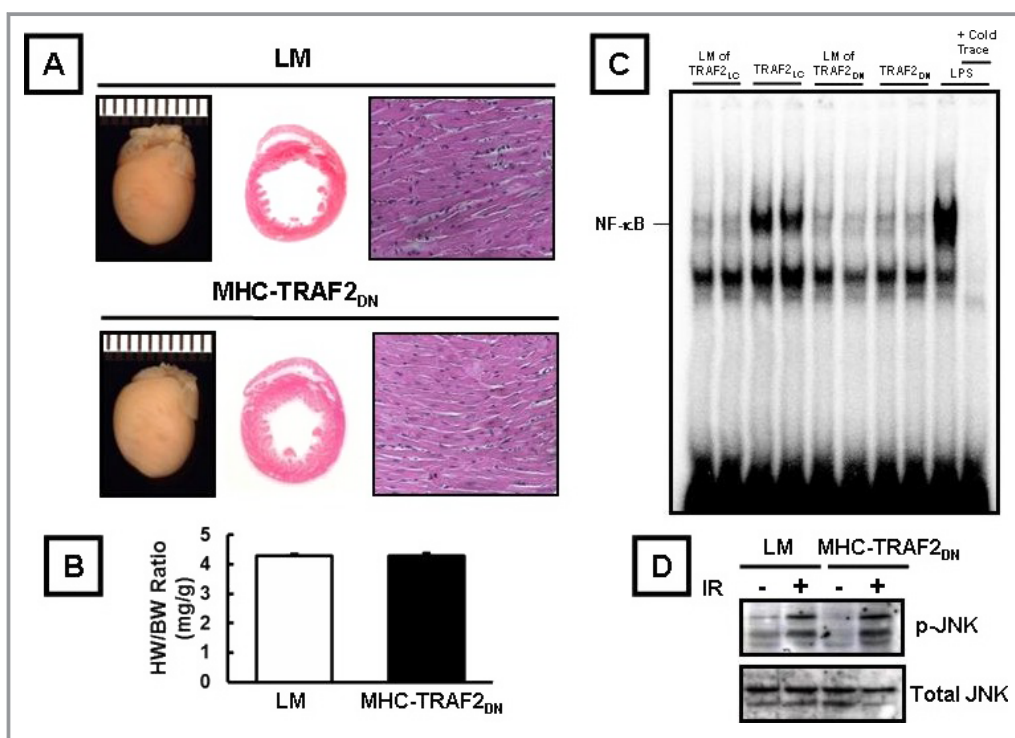 A
LM
MHC-TRAF2DN
B
HW/BW Ratio
(mg/g)
5
4
3
2
1
0
LM MHC-TRAF2DN
C
+ Cold
Trace
LM of
TRAF2LC
TRAF2LC
LM of
TRAF2DN
TRAF2DN
LPS
NF-κB
D
LM MHC-TRAF2DN
IR - + - +
p-JNK
Total JNK